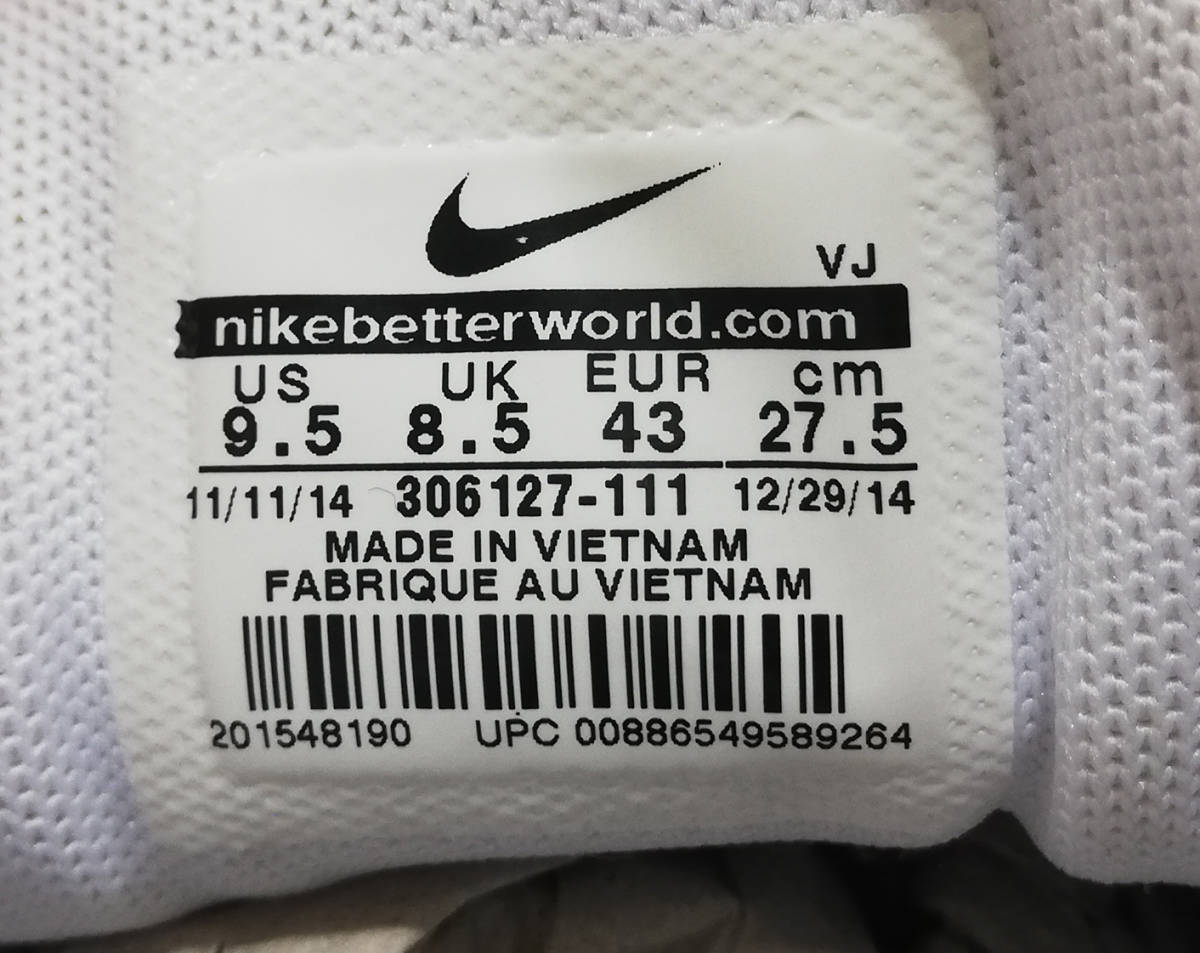 VJ
nikebetterworld.com
US UK EUR cm
9.5 8.5 43 27.5
11/11/14 306127-111 12/29/14
MADE IN VIETNAM
FABRIQUE AU VIETNAM
201548190 UPC 00886549589264